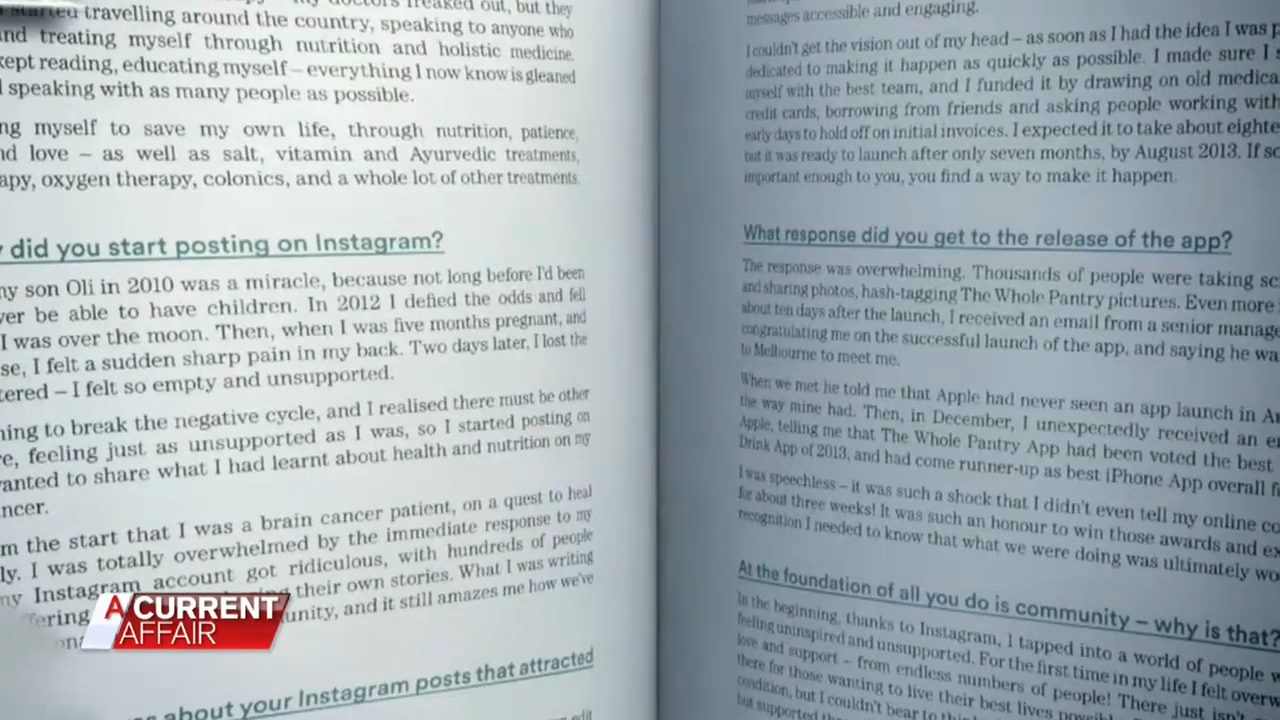 started travelling around the country, speaking to anyone who
nd treating myself through nutrition and holistic medicine.
ept reading, educating myself – everything I now know is gleaned
speaking with as many people as possible.
ng myself to save my own life, through nutrition, patience,
nd love – as well as salt, vitamin and Ayurvedic treatments,
apy, oxygen therapy, colonics, and a whole lot of other treatments.
did you start posting on Instagram?
my son Oli in 2010 was a miracle, because not long before I'd been
ver be able to have children. In 2012 I defied the odds and fell
I was over the moon. Then, when I was five months pregnant, and
se, I felt a sudden sharp pain in my back. Two days later, I lost the
tered – I felt so empty and unsupported.
ning to break the negative cycle, and I realised there must be other
re, feeling just as unsupported as I was, so I started posting on
anted to share what I had learnt about health and nutrition on my
ncer.
m the start that I was a brain cancer patient, on a quest to heal
ly. I was totally overwhelmed by the immediate response to my
my Instagram account got ridiculous, with hundreds of people
ffering their own stories. What I was writing
unity, and it still amazes me how we've
A CURRENT
AFFAIR
about your Instagram posts that attracted
messages accessible and engaging.
I couldn't get the vision out of my head – as soon as I had the idea I was p
dedicated to making it happen as quickly as possible. I made sure I s
myself with the best team, and I funded it by drawing on old medica
credit cards, borrowing from friends and asking people working with
early days to hold off on initial invoices. I expected it to take about eighte
but it was ready to launch after only seven months, by August 2013. If so
important enough to you, you find a way to make it happen.
What response did you get to the release of the app?
The response was overwhelming. Thousands of people were taking sc
and sharing photos, hash-tagging The Whole Pantry pictures. Even more
about ten days after the launch, I received an email from a senior manage
congratulating me on the successful launch of the app, and saying he wa
to Melbourne to meet me.
When we met he told me that Apple had never seen an app launch in Au
the way mine had. Then, in December, I unexpectedly received an em
Apple, telling me that The Whole Pantry App had been voted the best
Drink App of 2013, and had come runner-up as best iPhone App overall f
I was speechless – it was such a shock that I didn't even tell my online co
for about three weeks! It was such an honour to win those awards and ex
recognition I needed to know that what we were doing was ultimately wo
At the foundation of all you do is community – why is that?
In the beginning, thanks to Instagram, I tapped into a world of people w
feeling uninspired and unsupported. For the first time in my life I felt overw
love and support – from endless numbers of people! There just isn't
there for those wanting to live their best lives
condition, but I couldn't bear to
but supported